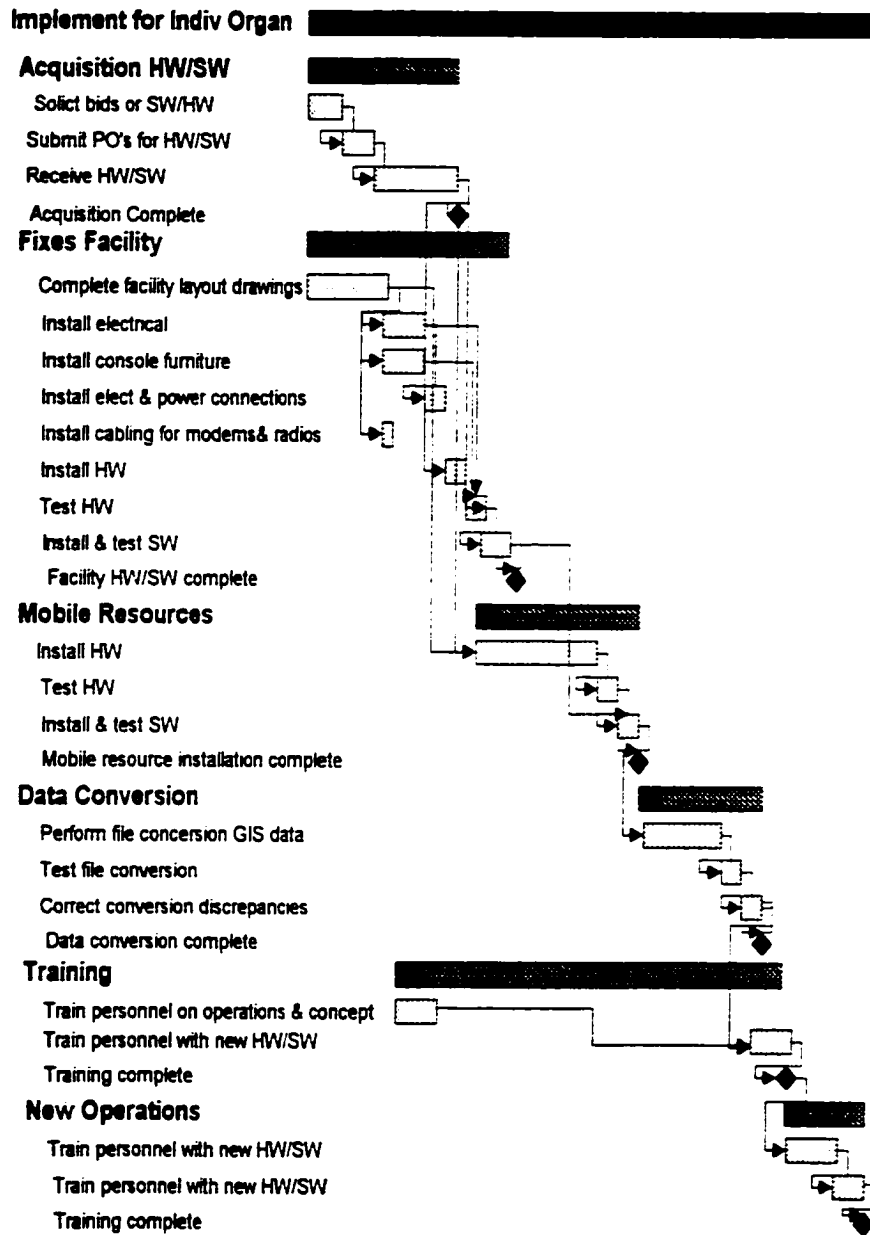 Implement for Indiv Organ
Acquisition HW/SW
Solict bids or SW/HW
Submit PO's for HW/SW
Receive HW/SW
Acquisition Complete
Fixes Facility
Complete facility layout drawings
Install electrical
Install console furniture
Install elect & power connections
Install cabling for modems& radios
Install HW
Test HW
Install & test SW
Facility HW/SW complete
Mobile Resources
Install HW
Test HW
Install & test SW
Mobile resource installation complete
Data Conversion
Perform file concersion GIS data
Test file conversion
Correct conversion discrepancies
Data conversion complete
Training
Train personnel on operations & concept
Train personnel with new HW/SW
Training complete
New Operations
Train personnel with new HW/SW
Train personnel with new HW/SW
Training complete